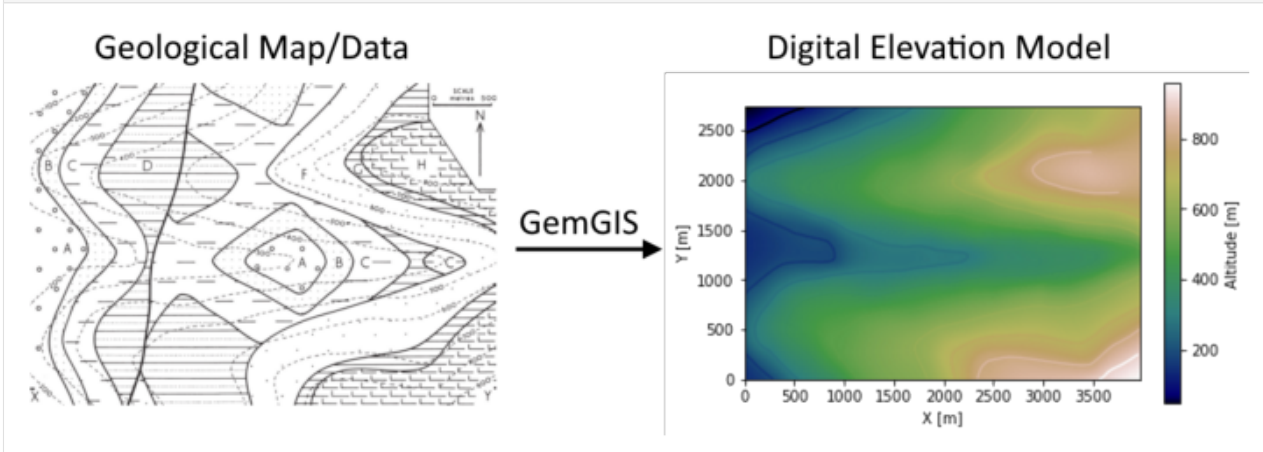 Geological Map/Data
SCALE
metres 500
0
N
B C D F G H
A
A B C C
X Y
GemGIS
Digital Elevation Model
2500
2000
1500
1000
500
0
Y [m]
0 500 1000 1500 2000 2500 3000 3500
X [m]
800
600
400
200
Altitude [m]